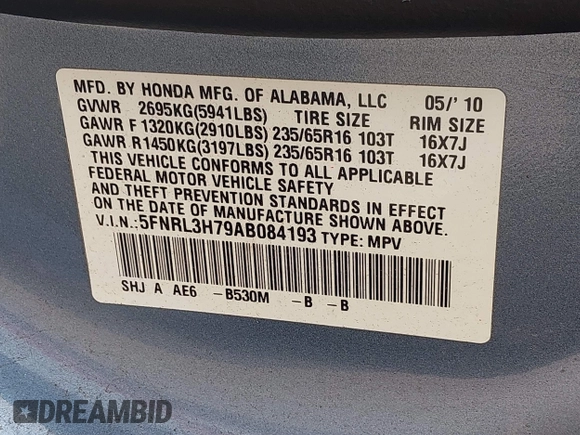 MFD. BY HONDA MFG. OF ALABAMA, LLC 05/' 10
GVWR 2695KG(5941LBS) TIRE SIZE RIM SIZE
GAWR F 1320KG(2910LBS) 235/65R16 103T 16X7J
GAWR R1450KG(3197LBS) 235/65R16 103T 16X7J
THIS VEHICLE CONFORMS TO ALL APPLICABLE
FEDERAL MOTOR VEHICLE SAFETY
AND THEFT PREVENTION STANDARDS IN EFFECT
ON THE DATE OF MANUFACTURE SHOWN ABOVE.
V.I.N.:5FNRL3H79AB084193 TYPE: MPV
SHJ A AE6 -B530M -B -B
DREAMBID